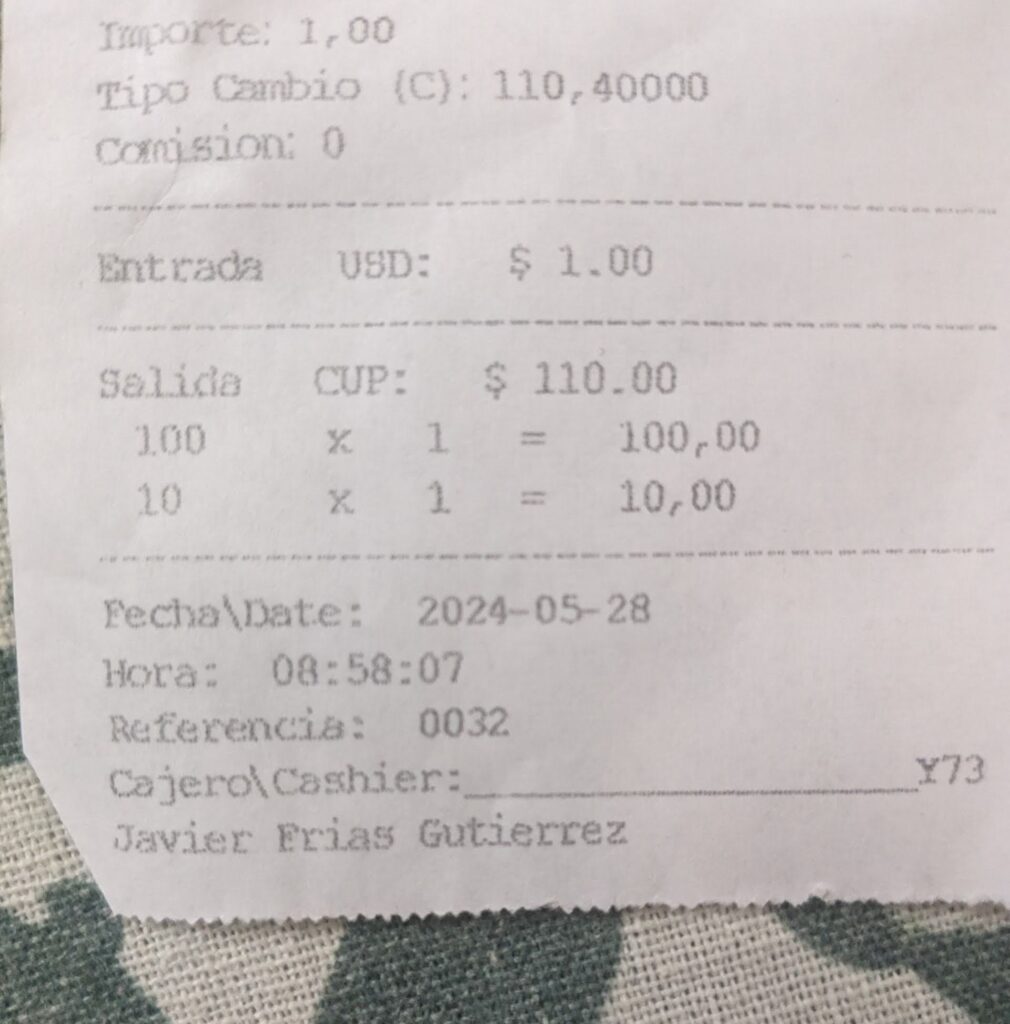 Importe: 1,00
Tipo Cambio (C): 110,40000
Comision: 0
Entrada USD: $ 1.00
Salida CUP: $ 110.00
100 x 1 = 100,00
10 x 1 = 10,00
Fecha\Date: 2024-05-28
Hora: 08:58:07
Referencia: 0032
Cajero\Cashier:____________________Y73
Javier Frias Gutierrez